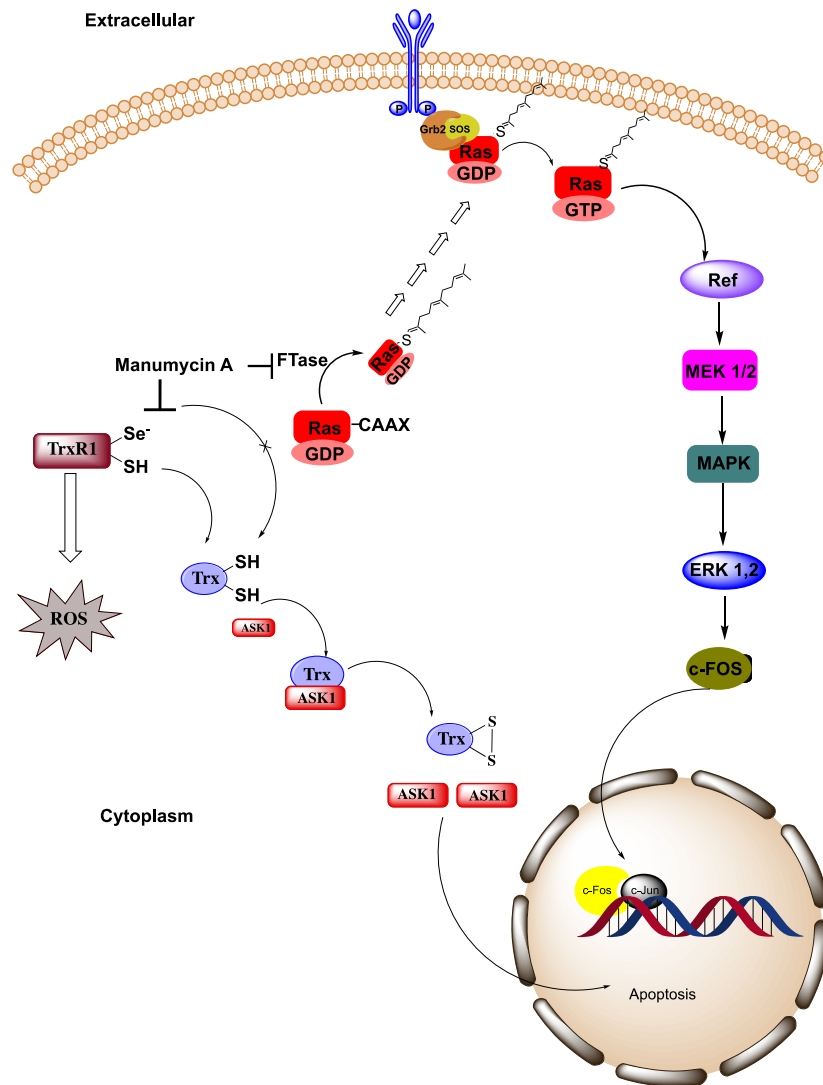 Extracellular
P
P
Grb2
SOS
Ras
GDP
S
S
Ras
GTP
Ref
MEK 1/2
MAPK
ERK 1,2
c-FOS
Manumycin A
FTase
Ras
S
GDP
Ras
CAAX
GDP
TrxR1
Se-
SH
ROS
Trx
SH
SH
ASK1
Trx
ASK1
Trx
S
S
ASK1
ASK1
Cytoplasm
c-Fos
c-Jun
Apoptosis